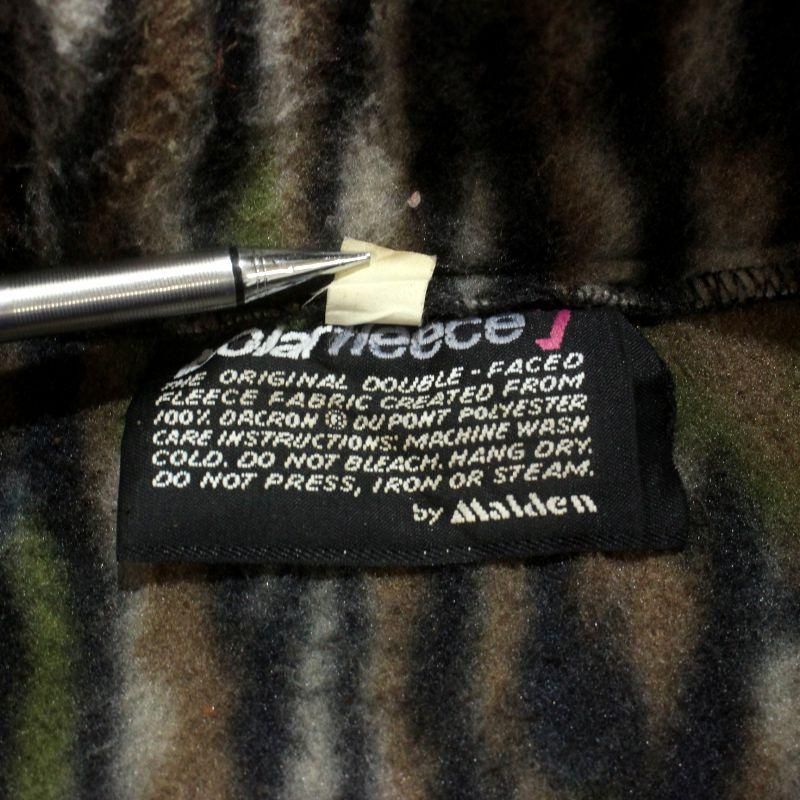 polarfleece
THE ORIGINAL DOUBLE-FACED
FLEECE FABRIC CREATED FROM
100% DACRON ® DU PONT POLYESTER
CARE INSTRUCTIONS: MACHINE WASH
COLD. DO NOT BLEACH. HANG DRY.
DO NOT PRESS, IRON OR STEAM.
by Malden